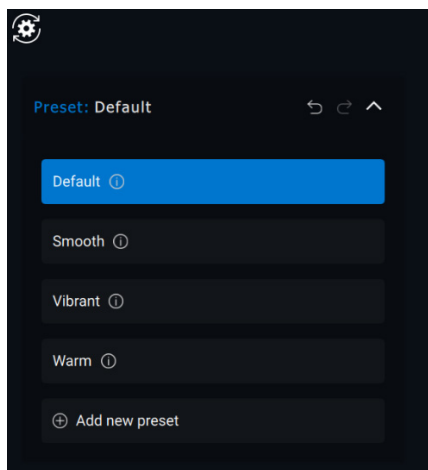 Preset: Default
Default
Smooth
Vibrant
Warm
Add new preset